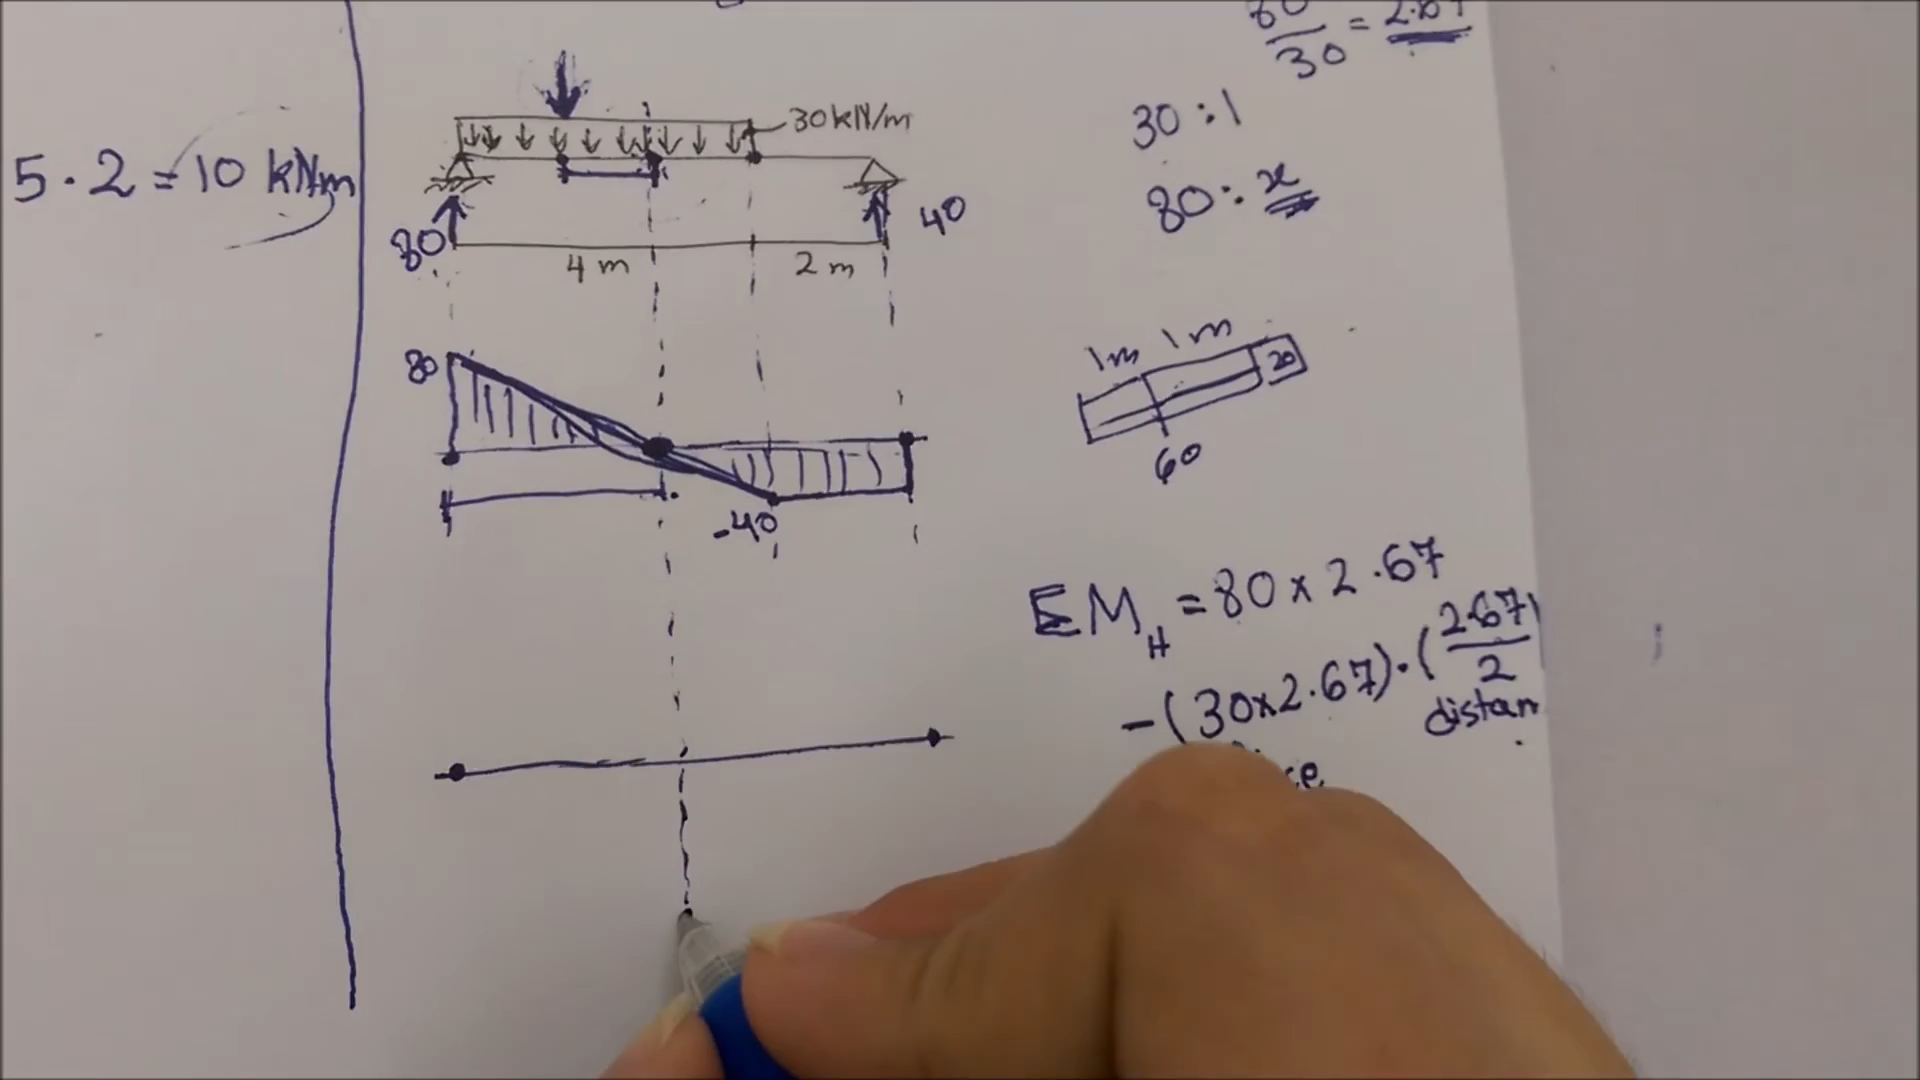 5 · 2 = 10 kNm
80
30
= 2.67
30 : 1
80 : x
30kN/m
80
40
4 m
2 m
80
-40
1m 1m
60
ΣM_H = 80 x 2.67
-(30x2.67)·(2.67)
2
distan